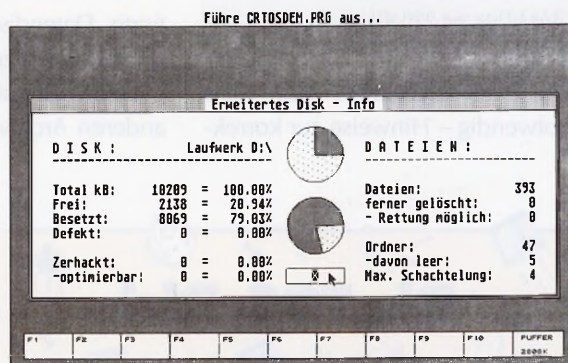 Führe CRTOSDEM.PRG aus...
Erweitertes Disk - Info
DISK: Laufwerk D:\
DATEIEN:
Total kB: 10209 = 100.00%
Frei: 2138 = 20.94%
Besetzt: 8069 = 79.03%
Defekt: 0 = 0.00%
Zerhackt: 0 = 0.00%
-optimierbar: 0 = 0.00%
Dateien: 393
ferner gelöscht: 0
- Rettung möglich: 0
Ordner: 47
-davon leer: 5
Max. Schachtelung: 4
F1 F2 F3 F4 F5 F6 F7 F8 F9 F10 PUFFER
2000K